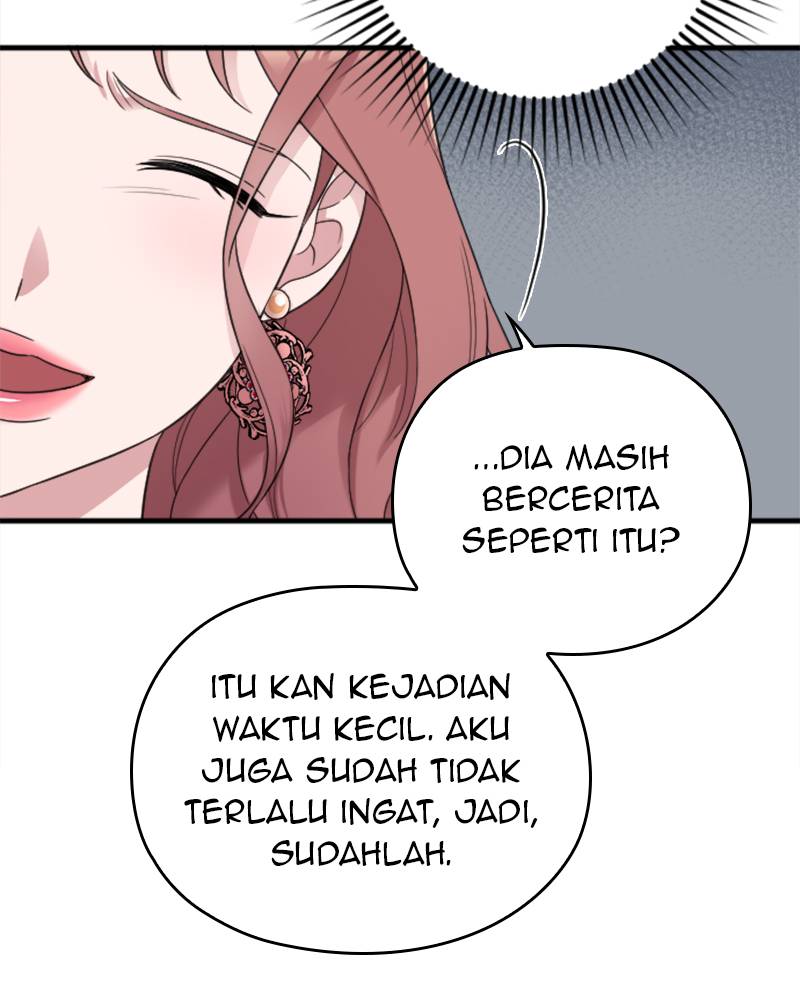 ...DIA MASIH
BERCERITA
SEPERTI ITU?
ITU KAN KEJADIAN
WAKTU KECIL. AKU
JUGA SUDAH TIDAK
TERLALU INGAT, JADI,
SUDAHLAH.